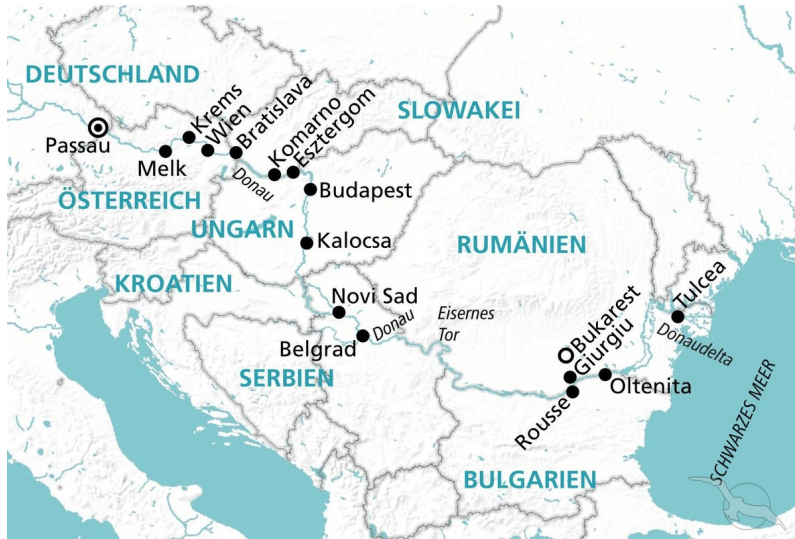 DEUTSCHLAND
Krems
Wien
Bratislava
Komarno
Esztergom
SLOWAKEI
Passau
Melk
Donau
Budapest
ÖSTERREICH
UNGARN
Kalocsa
RUMÄNIEN
KROATIEN
Novi Sad
Donau
Eisernes
Tor
Belgrad
Bukarest
Giurgiu
Tulcea
Donaudelta
SERBIEN
Rousse
Oltenita
SCHWARZES MEER
BULGARIEN